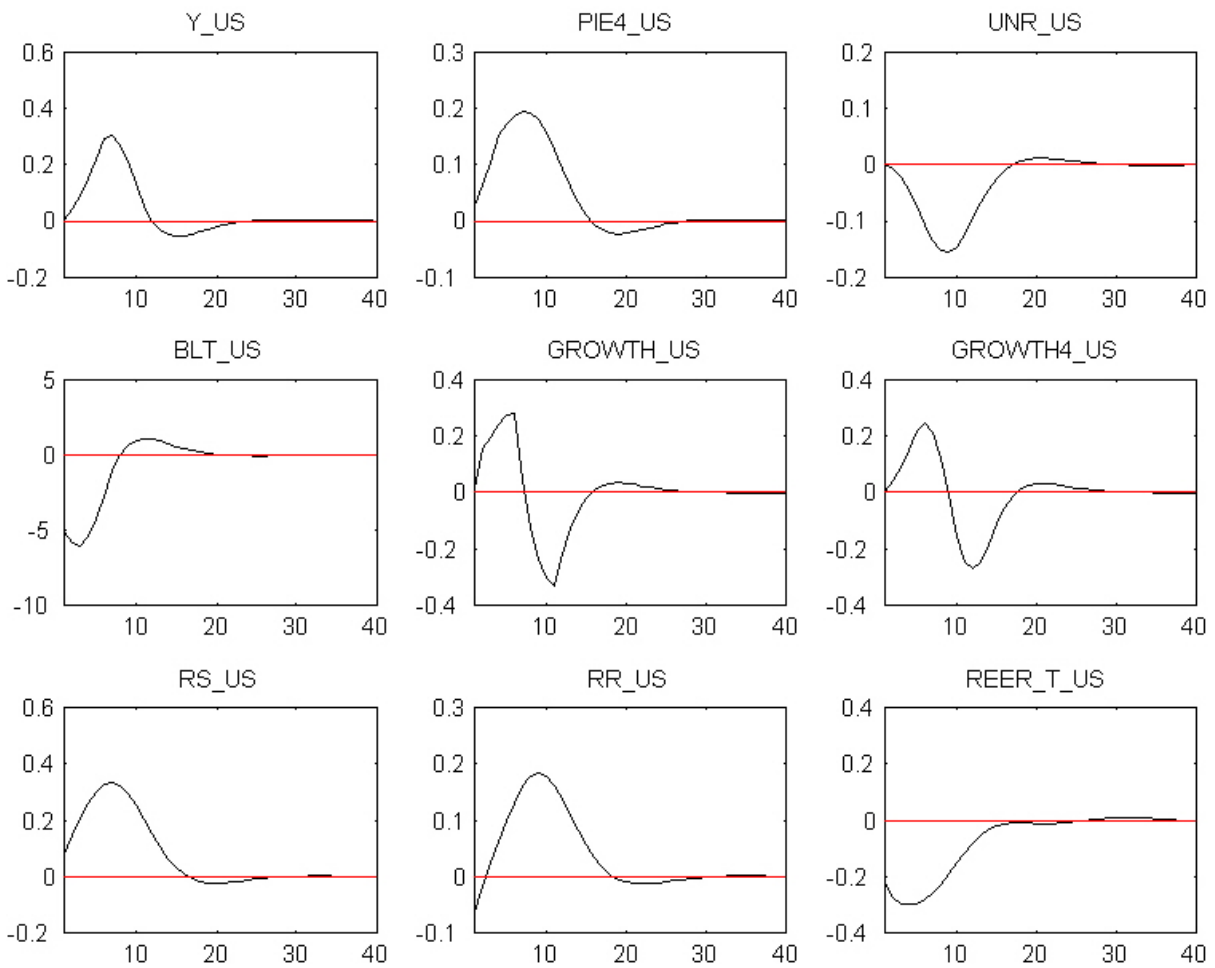 Y_US PIE4_US UNR_US
0.6 0.3 0.2
0.4 0.2 0.1
0.2 0.1 0
0 0 -0.1
-0.2 -0.1 -0.2
10 20 30 40 10 20 30 40 10 20 30 40
BLT_US GROWTH_US GROWTH4_US
5 0.4 0.4
0 0.2 0.2
-5 0 0
-10 -0.2 -0.2
-0.4 -0.4
10 20 30 40 10 20 30 40 10 20 30 40
RS_US RR_US REER_T_US
0.6 0.3 0.4
0.4 0.2 0.2
0.2 0.1 0
0 0 -0.2
-0.2 -0.1 -0.4
10 20 30 40 10 20 30 40 10 20 30 40